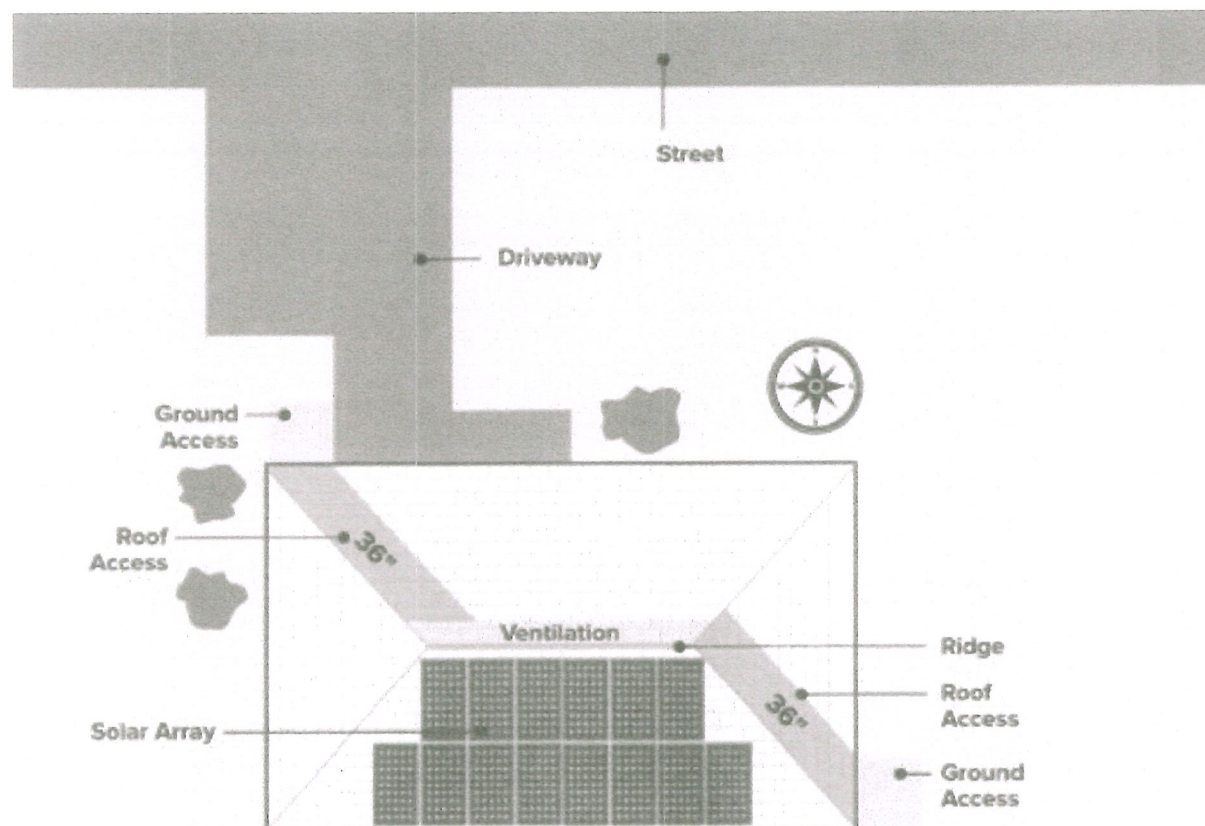 Street
Driveway
Ground
Access
Roof
Access
36"
Ventilation
Ridge
Roof
Access
36"
Solar Array
Ground
Access